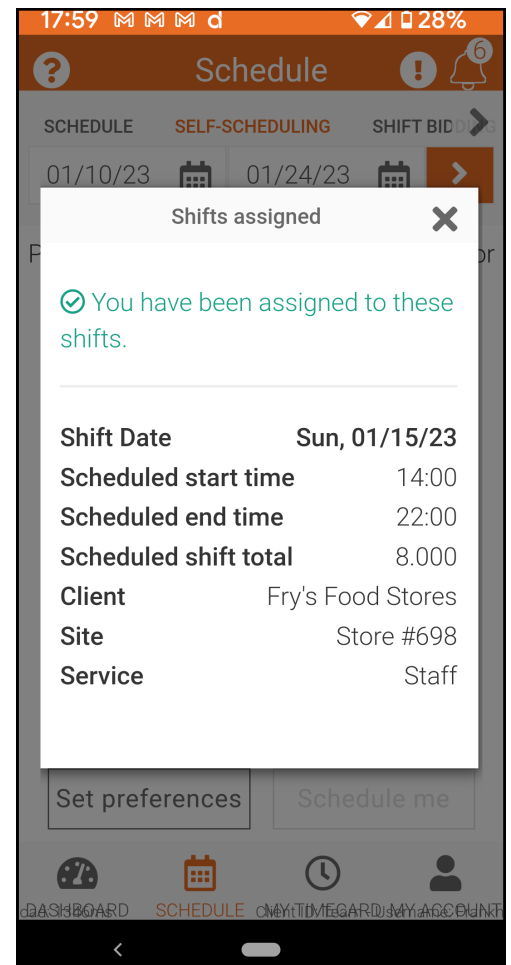 17:59 M M M d 28%
? Schedule ! 6
SCHEDULE SELF-SCHEDULING SHIFT BIDDING
01/10/23 01/24/23
Shifts assigned
P or
You have been assigned to these
shifts.
Shift Date Sun, 01/15/23
Scheduled start time 14:00
Scheduled end time 22:00
Scheduled shift total 8.000
Client Fry's Food Stores
Site Store #698
Service Staff
Set preferences Schedule me
DASHBOARD SCHEDULE MY TIMECARD MY ACCOUNT